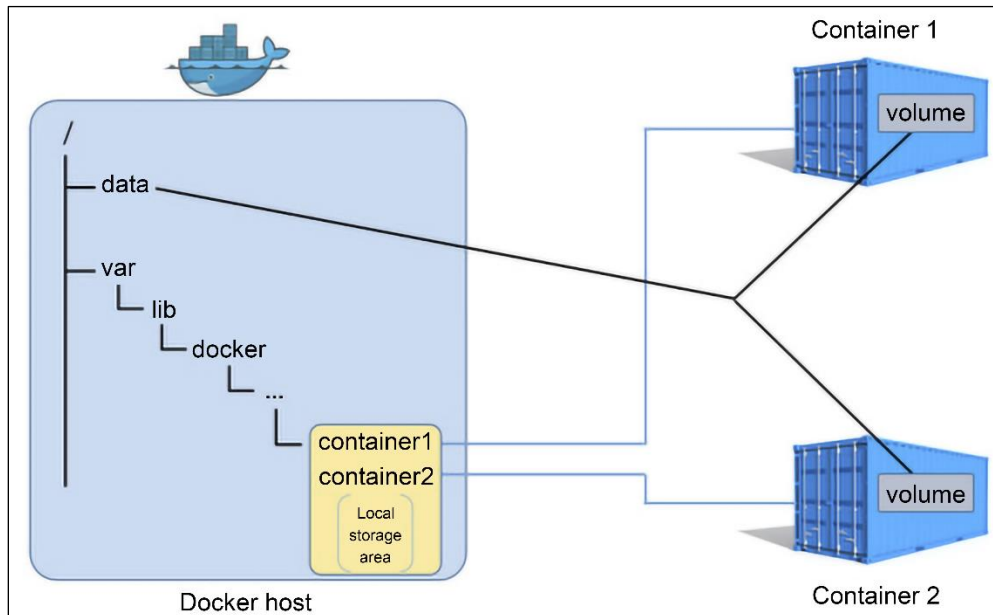 Container 1
volume
/
data
var
lib
docker
...
container1
container2
Local
storage
area
Docker host
volume
Container 2